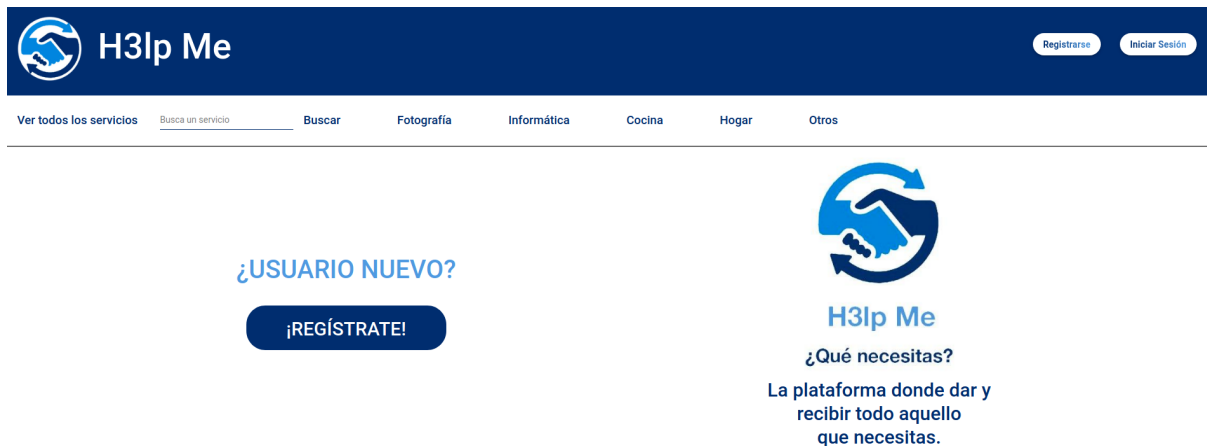 H3lp Me
Registrarse
Iniciar Sesión
Ver todos los servicios
Busca un servicio
Buscar
Fotografía
Informática
Cocina
Hogar
Otros
¿USUARIO NUEVO?
¡REGÍSTRATE!
H3lp Me
¿Qué necesitas?
La plataforma donde dar y
recibir todo aquello
que necesitas.